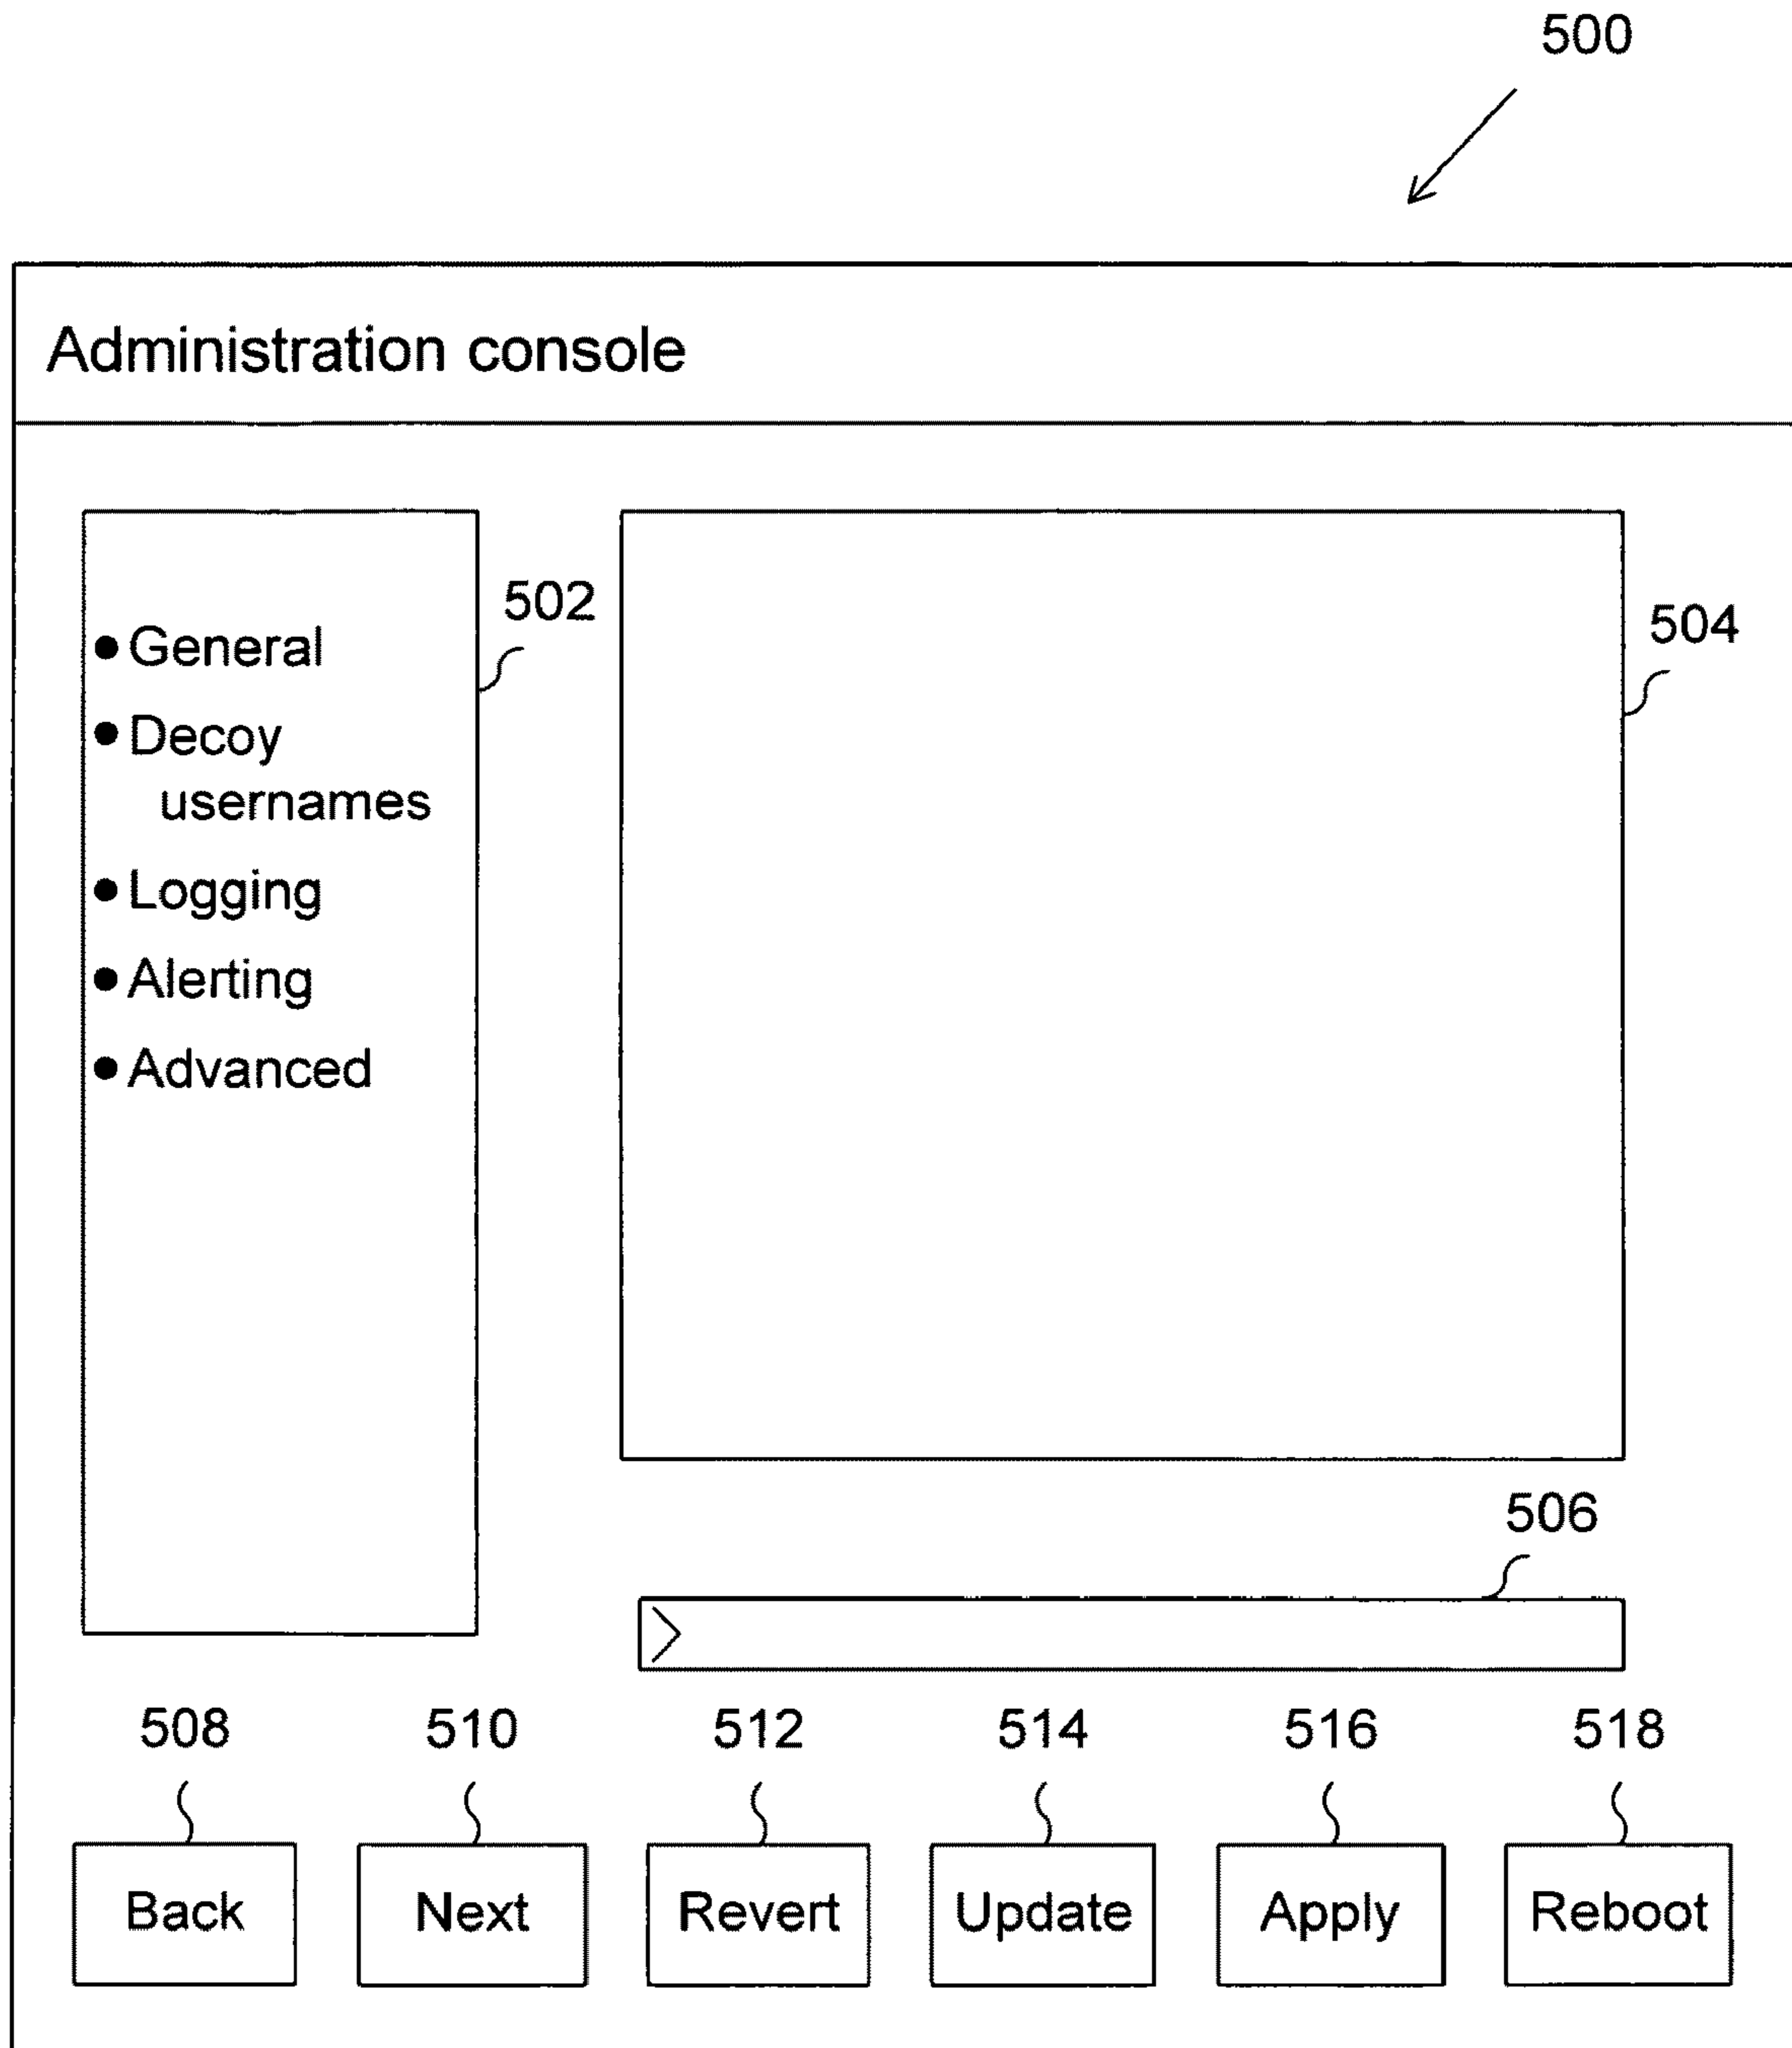 500
Administration console
502
504
● General
● Decoy
usernames
● Logging
● Alerting
● Advanced
506
>
508 510 512 514 516 518
Back Next Revert Update Apply Reboot